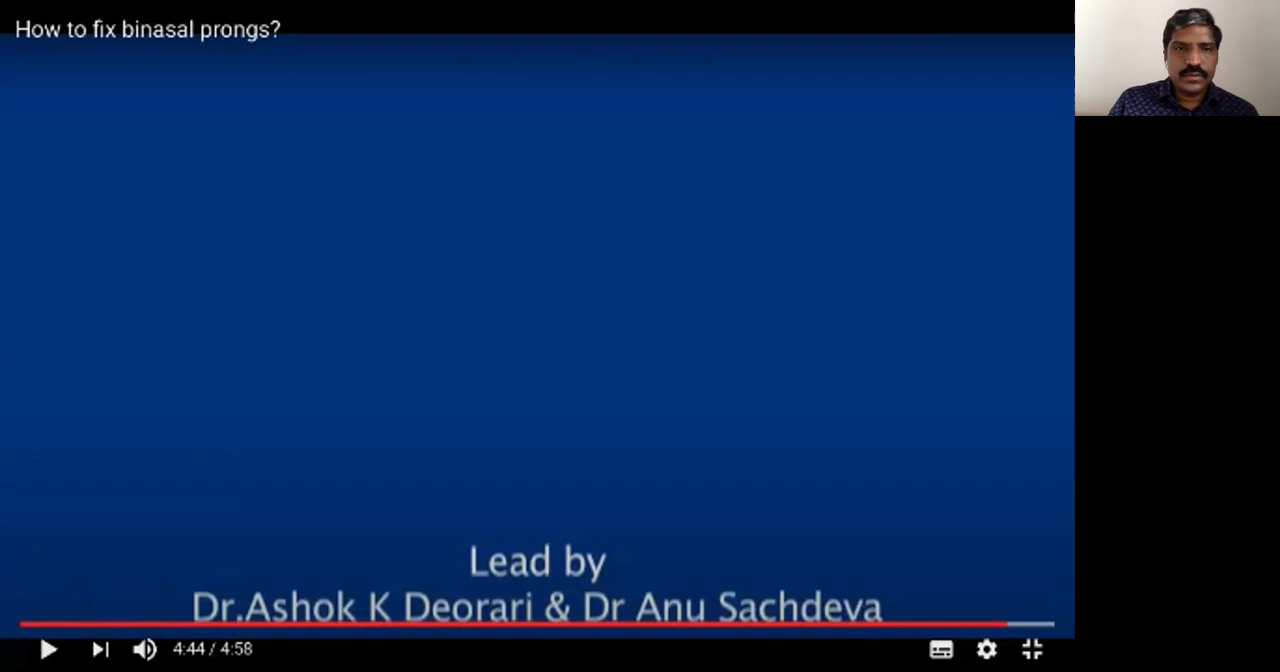 How to fix binasal prongs?
Lead by
Dr.Ashok K Deorari & Dr Anu Sachdeva
4:44 / 4:58